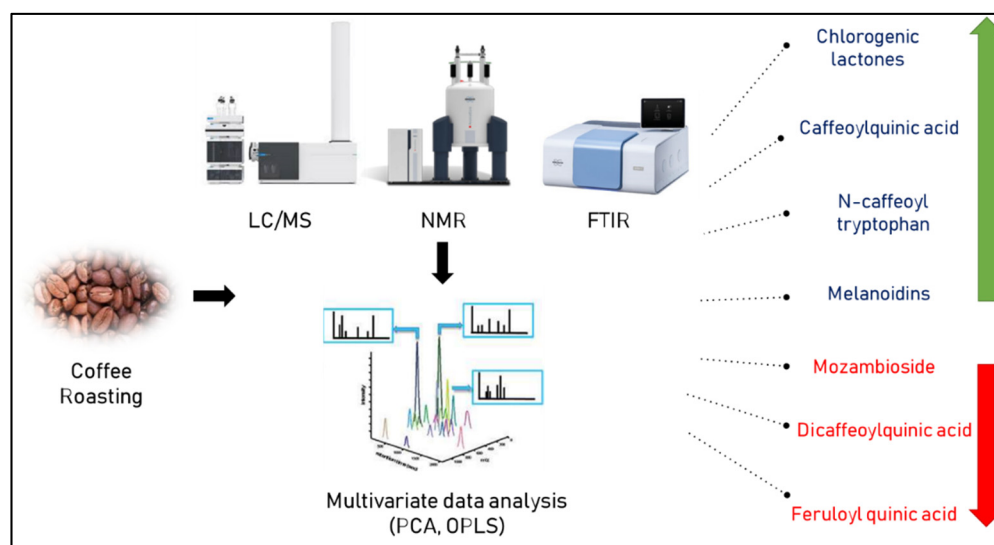 LC/MS
NMR
FTIR
Coffee
Roasting
Intensity
Multivariate data analysis
(PCA, OPLS)
Chlorogenic
lactones
Caffeoylquinic acid
N-caffeoyl
tryptophan
Melanoidins
Mozambioside
Dicaffeoylquinic acid
Feruloyl quinic acid